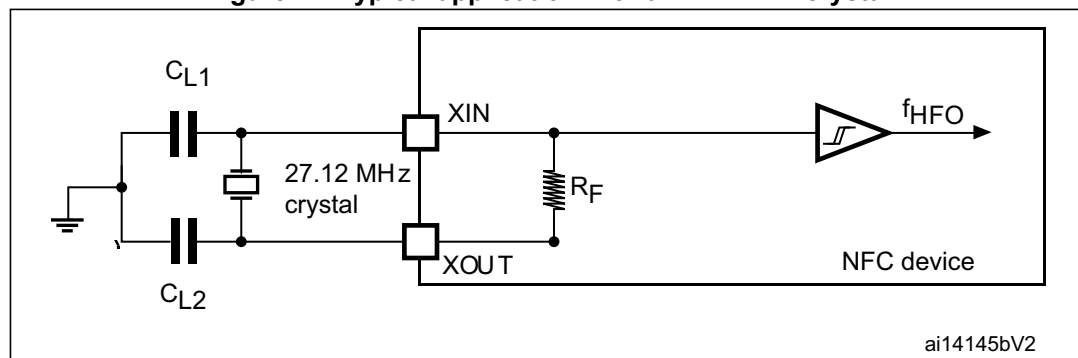 CL1
XIN
fHFO
27.12 MHz
crystal
RF
XOUT
NFC device
CL2
ai14145bV2